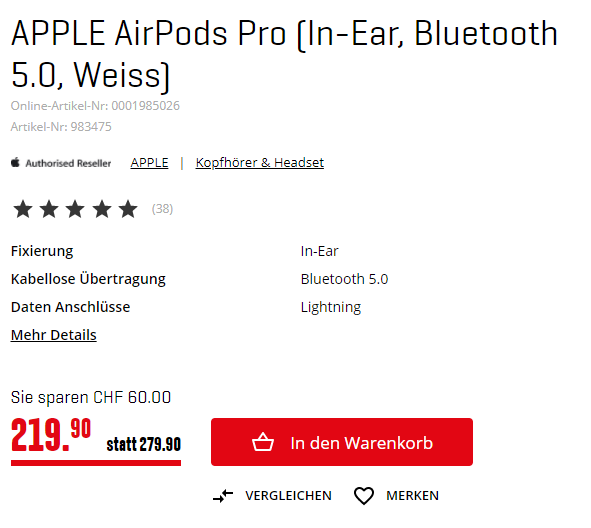 APPLE AirPods Pro (In-Ear, Bluetooth
5.0, Weiss)
Online-Artikel-Nr: 0001985026
Artikel-Nr: 983475
Authorised Reseller APPLE | Kopfhörer & Headset
(38)
Fixierung In-Ear
Kabellose Übertragung Bluetooth 5.0
Daten Anschlüsse Lightning
Mehr Details
Sie sparen CHF 60.00
219.90 statt 279.90 In den Warenkorb
VERGLEICHEN MERKEN